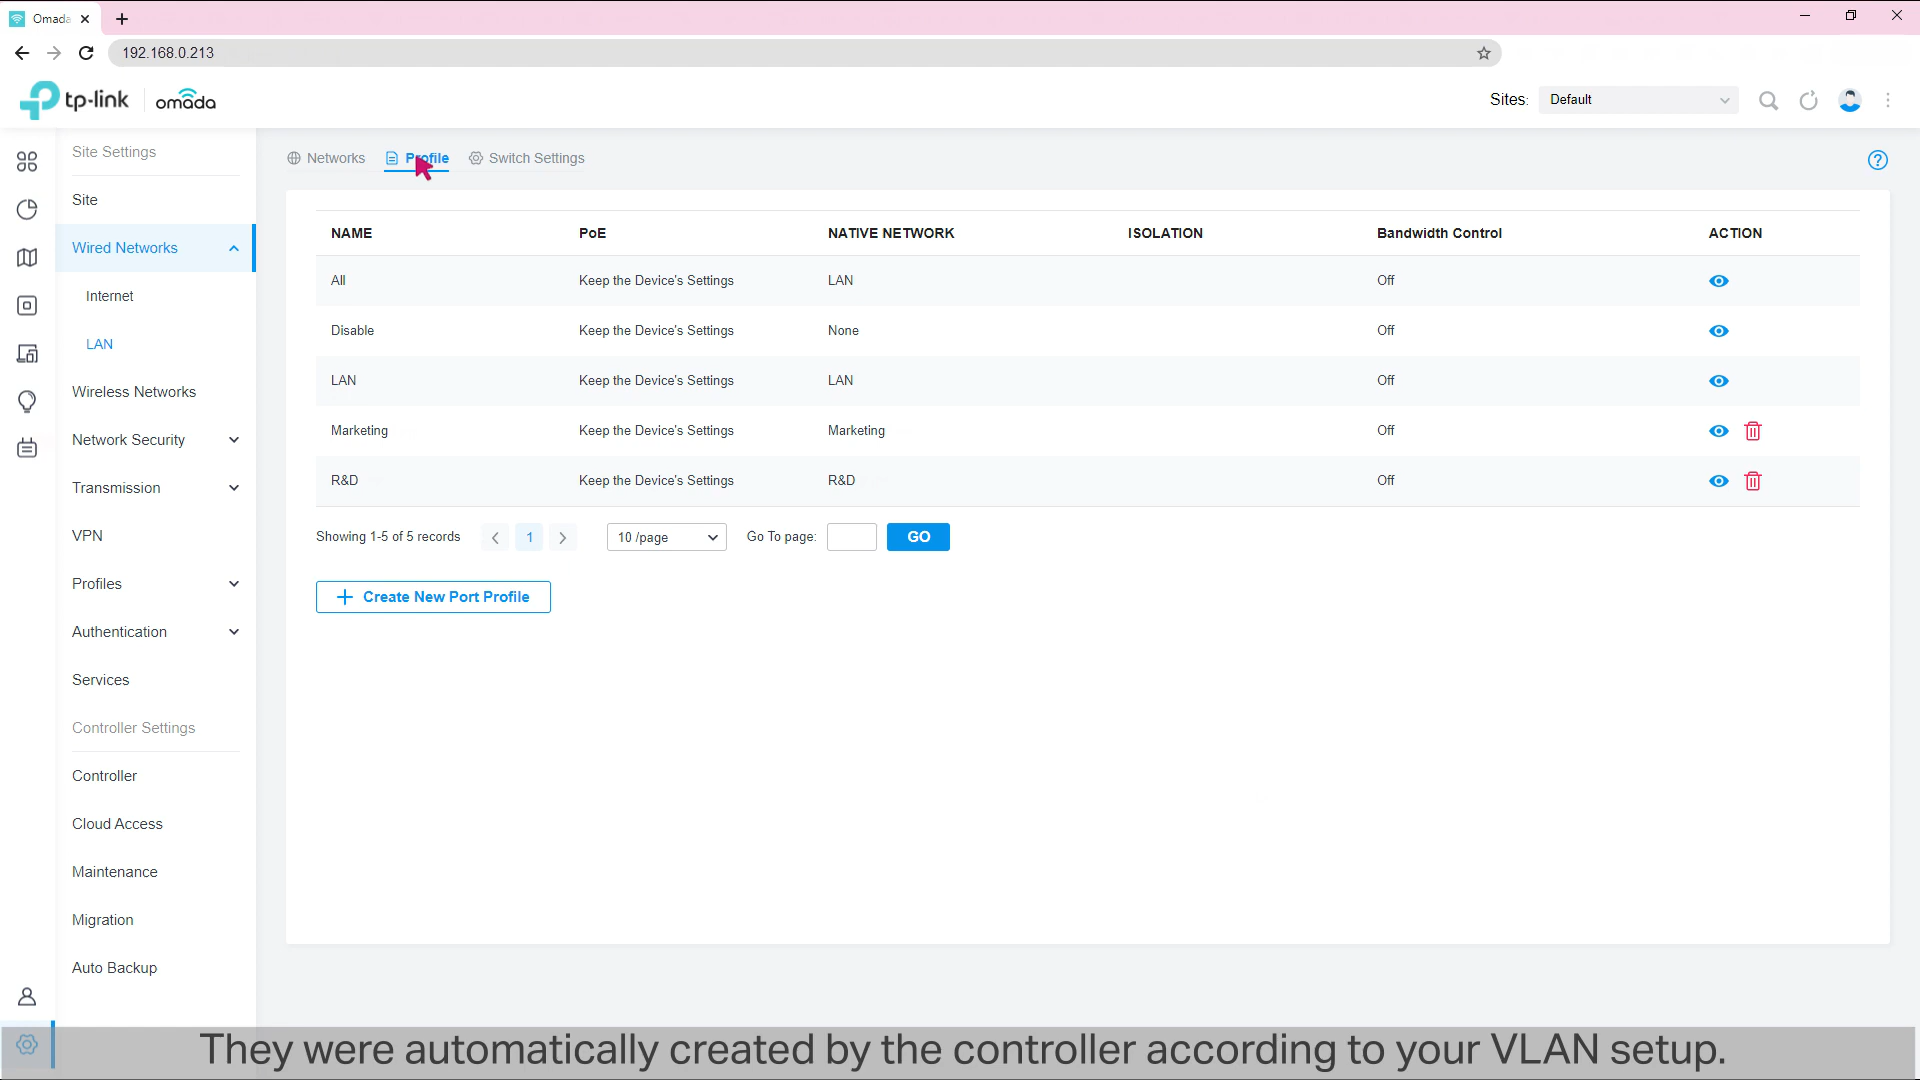 Omada
192.168.0.213
tp-link
omada
Sites: Default
Site Settings
Site
Wired Networks
Internet
LAN
Wireless Networks
Network Security
Transmission
VPN
Profiles
Authentication
Services
Controller Settings
Controller
Cloud Access
Maintenance
Migration
Auto Backup
Networks Profile Switch Settings
NAME PoE NATIVE NETWORK ISOLATION Bandwidth Control ACTION
All Keep the Device's Settings LAN Off
Disable Keep the Device's Settings None Off
LAN Keep the Device's Settings LAN Off
Marketing Keep the Device's Settings Marketing Off
R&D Keep the Device's Settings R&D Off
Showing 1-5 of 5 records 1 10 /page Go To page: GO
Create New Port Profile
They were automatically created by the controller according to your VLAN setup.